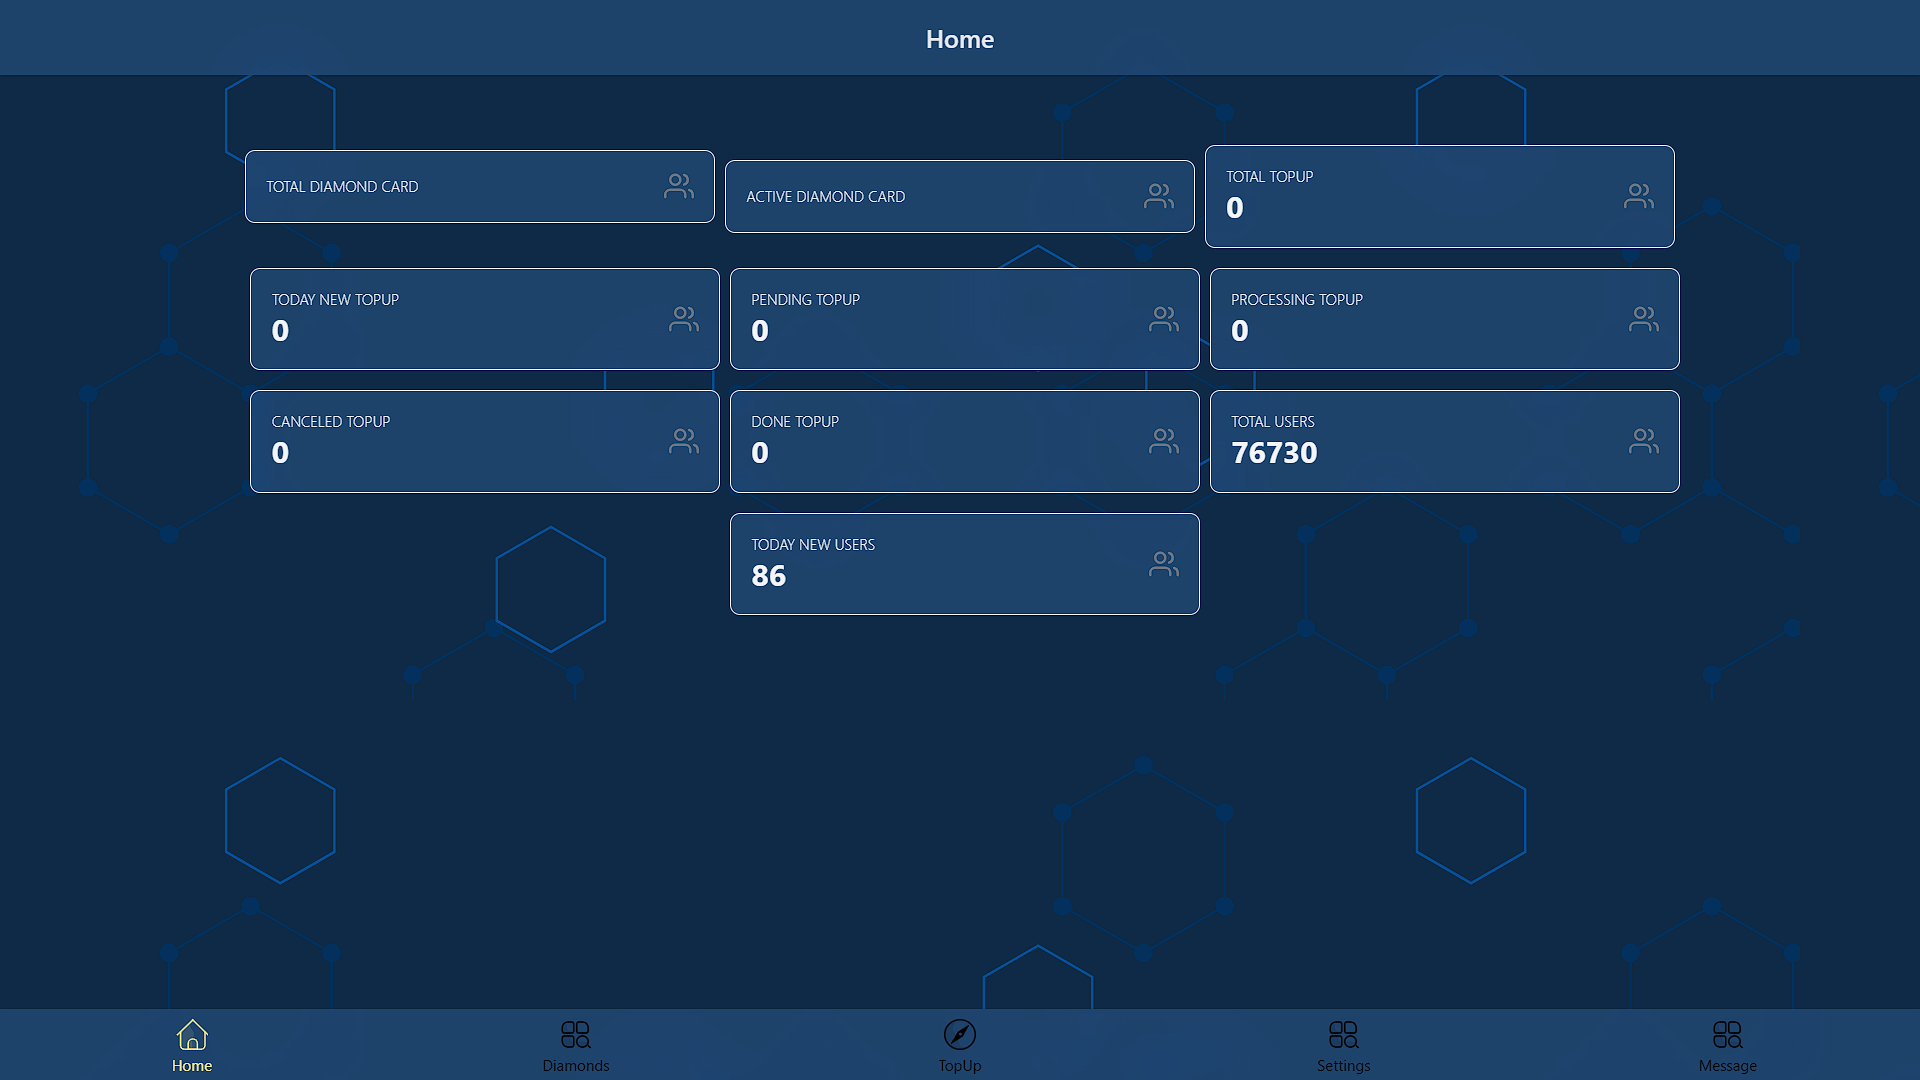 Home
TOTAL DIAMOND CARD
ACTIVE DIAMOND CARD
TOTAL TOPUP
0
TODAY NEW TOPUP
0
PENDING TOPUP
0
PROCESSING TOPUP
0
CANCELED TOPUP
0
DONE TOPUP
0
TOTAL USERS
76730
TODAY NEW USERS
86
Home
Diamonds
TopUp
Settings
Message